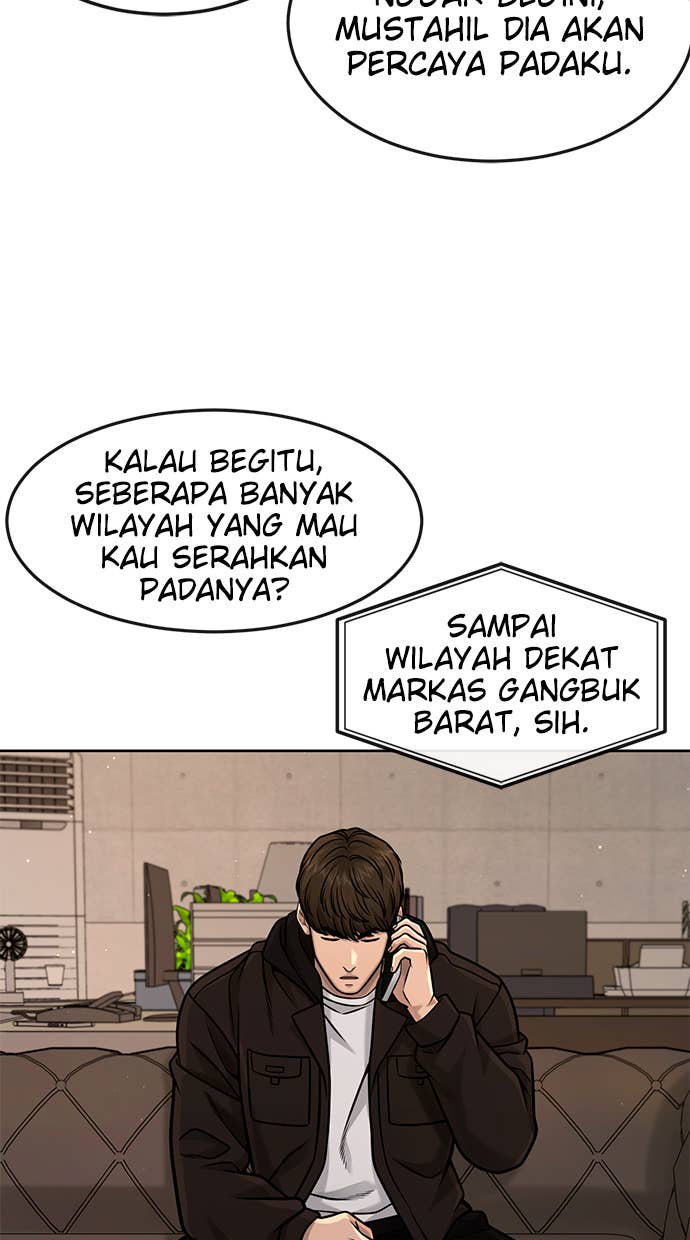 MUSTAHIL DIA AKAN
PERCAYA PADAKU.
KALAU BEGITU,
SEBERAPA BANYAK
WILAYAH YANG MAU
KAU SERAHKAN
PADANYA?
SAMPAI
WILAYAH DEKAT
MARKAS GANGBUK
BARAT, SIH.